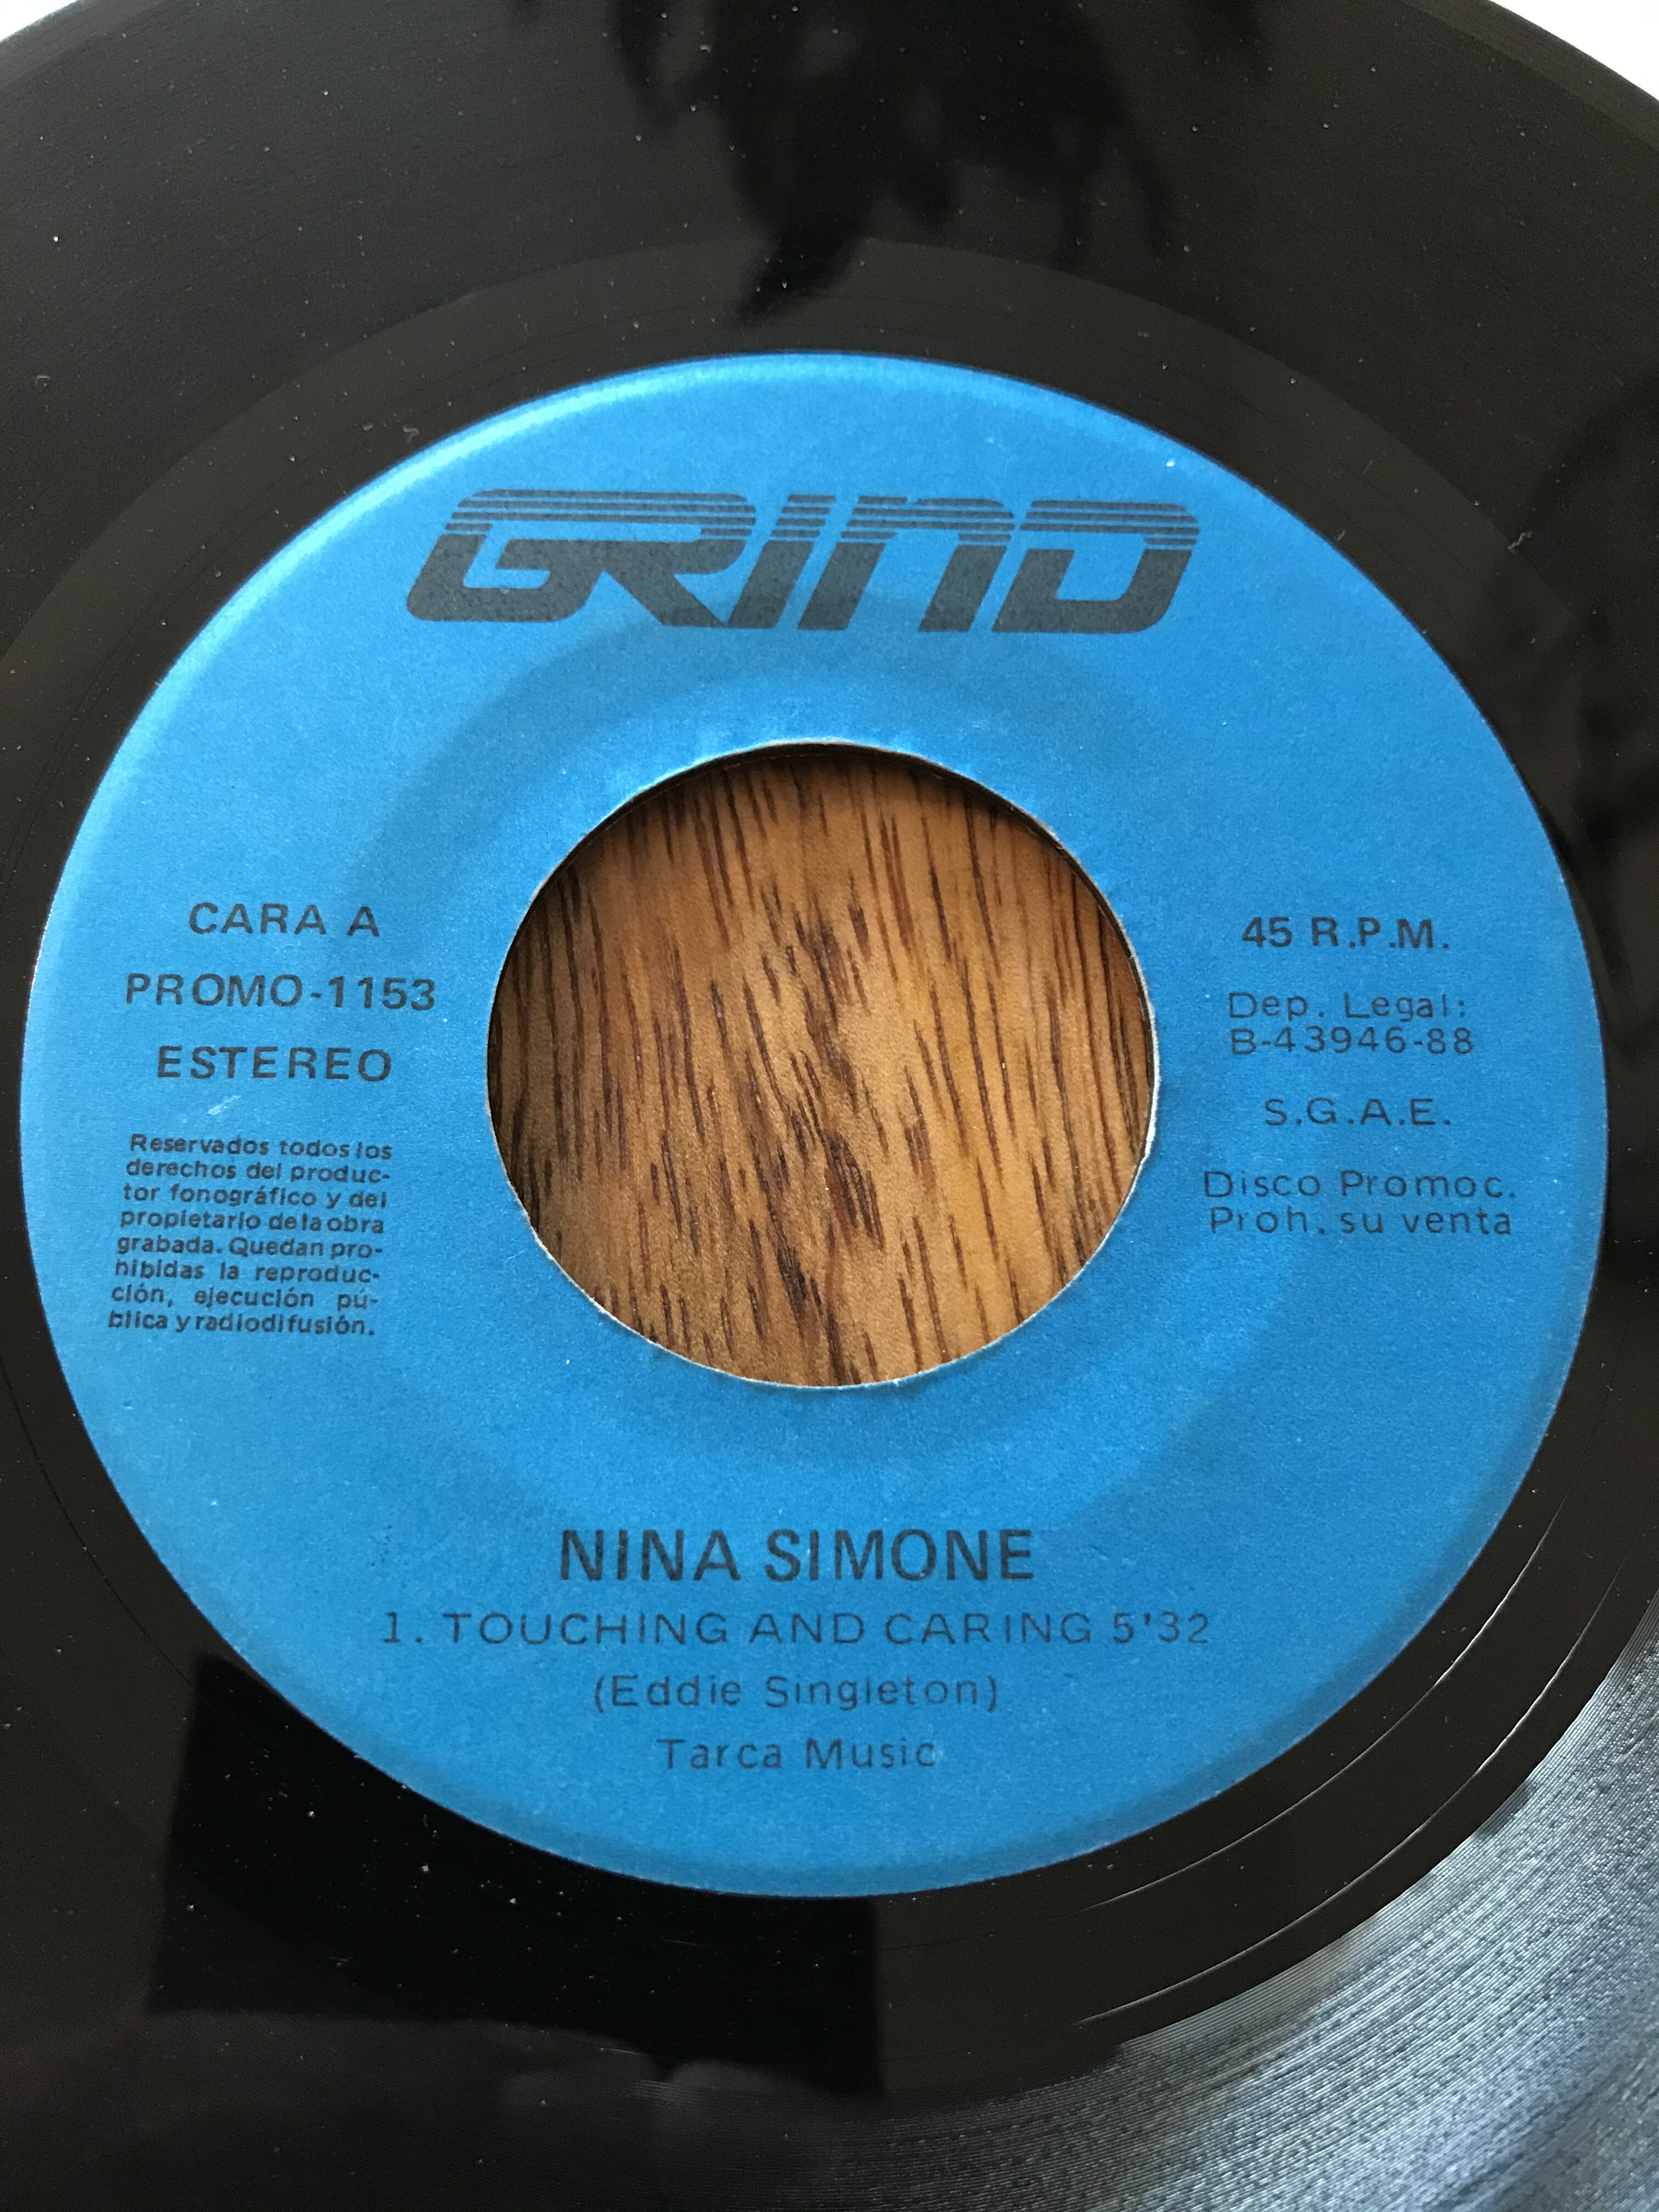 GRIND
CARA A
PROMO-1153
ESTEREO
Reservados todos los
derechos del produc-
tor fonográfico y del
propietario de la obra
grabada. Quedan pro-
hibidas la reproduc-
ción, ejecución pú-
blica y radiodifusión.
45 R.P.M.
Dep. Legal:
B-43946-88
S.G.A.E.
Disco Promoc.
Proh. su venta
NINA SIMONE
1. TOUCHING AND CARING 5'32
(Eddie Singleton)
Tarca Music